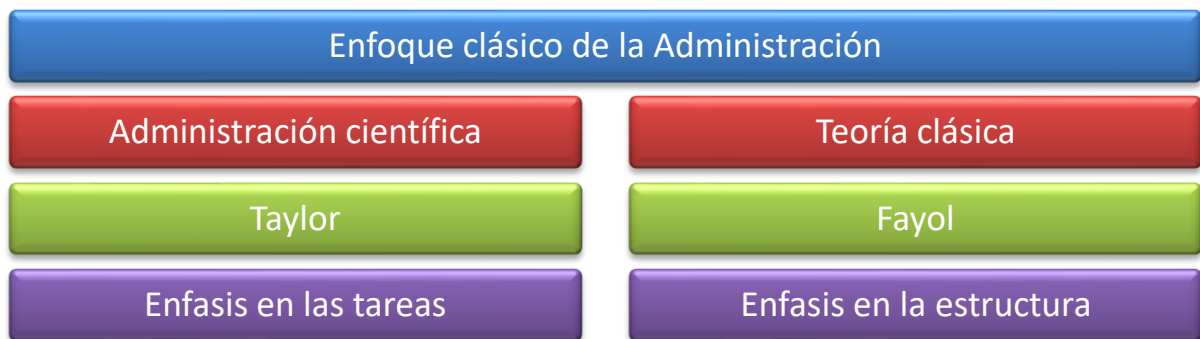 Enfoque clásico de la Administración
Administración científica
Teoría clásica
Taylor
Fayol
Enfasis en las tareas
Enfasis en la estructura